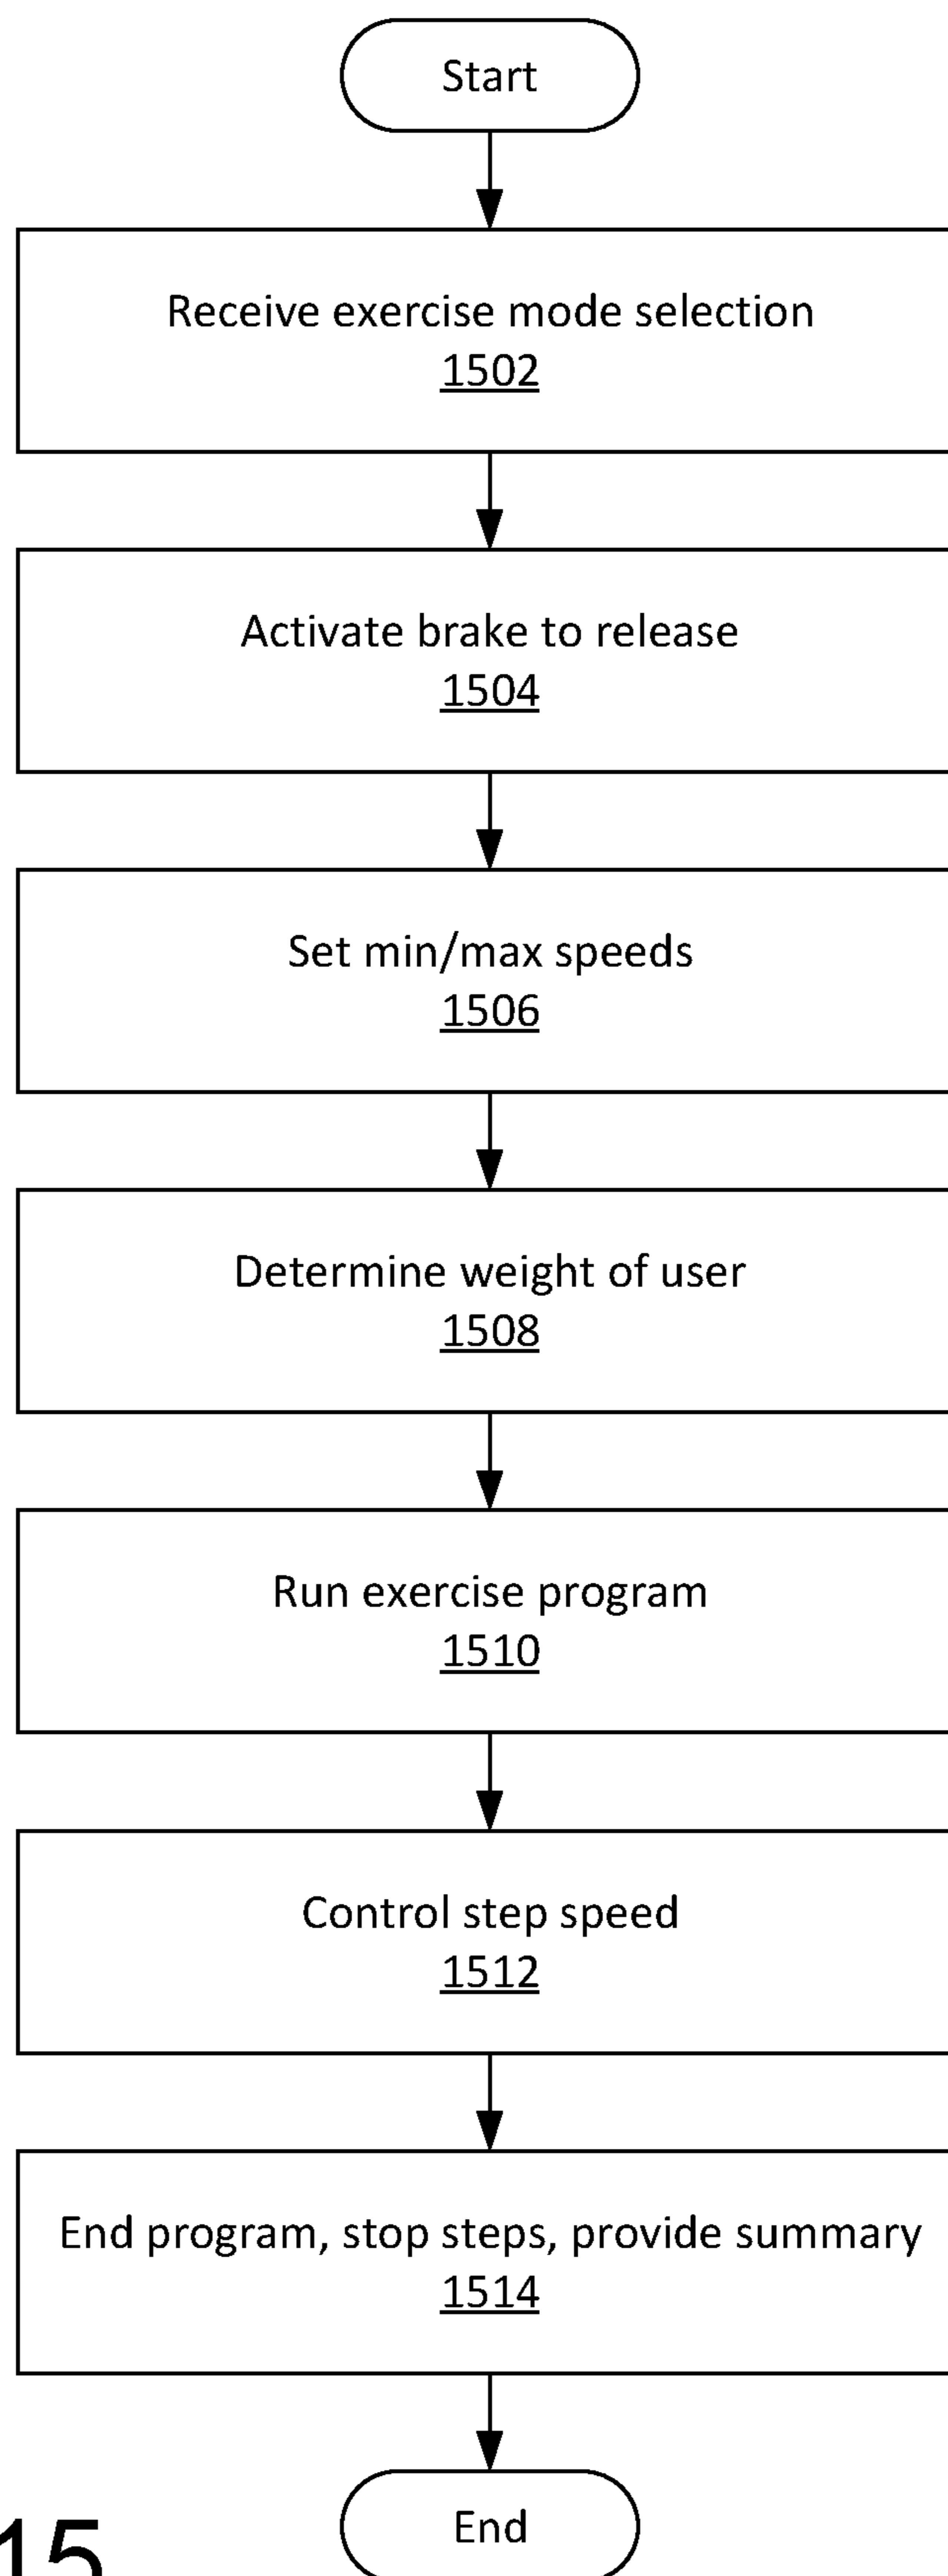 Start
Receive exercise mode selection
1502
Activate brake to release
1504
Set min/max speeds
1506
Determine weight of user
1508
Run exercise program
1510
Control step speed
1512
End program, stop steps, provide summary
1514
End
15